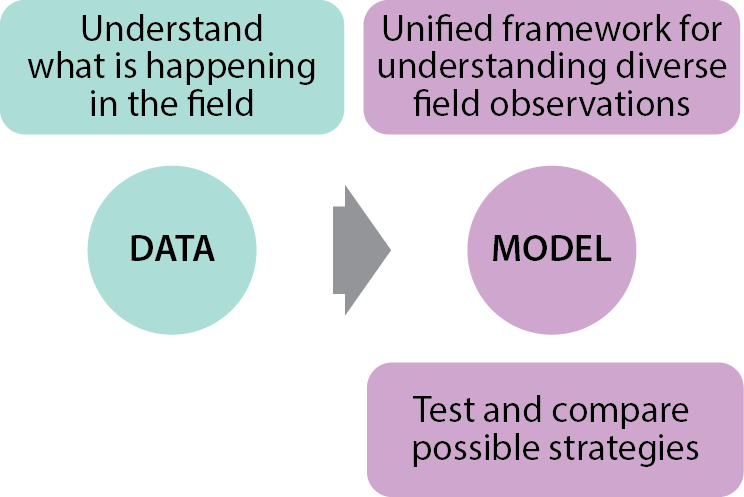 Understand
what is happening
in the field
Unified framework for
understanding diverse
field observations
DATA
MODEL
Test and compare
possible strategies